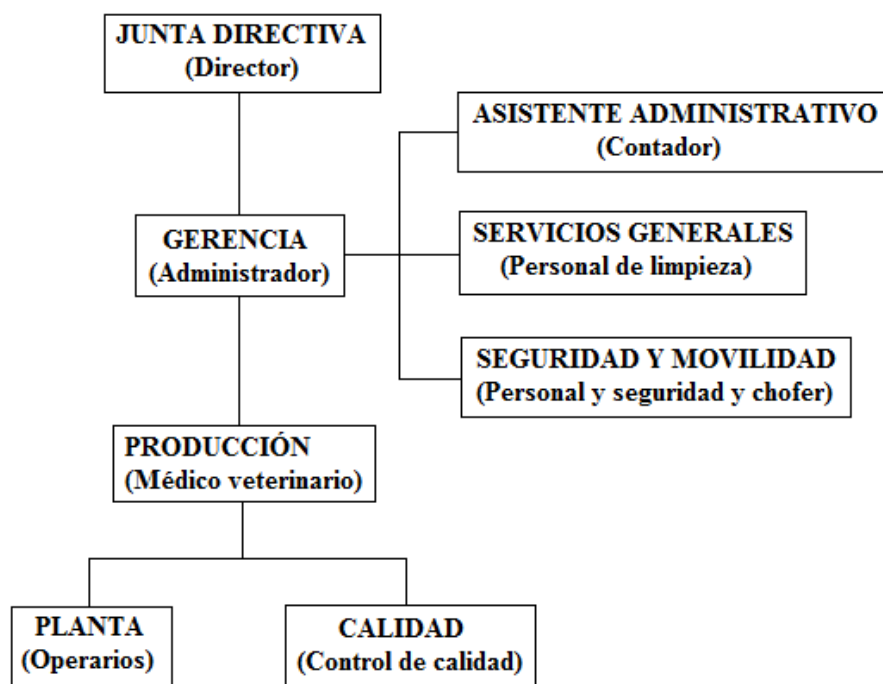 JUNTA DIRECTIVA
(Director)
ASISTENTE ADMINISTRATIVO
(Contador)
GERENCIA
(Administrador)
SERVICIOS GENERALES
(Personal de limpieza)
SEGURIDAD Y MOVILIDAD
(Personal y seguridad y chofer)
PRODUCCIÓN
(Médico veterinario)
PLANTA
(Operarios)
CALIDAD
(Control de calidad)